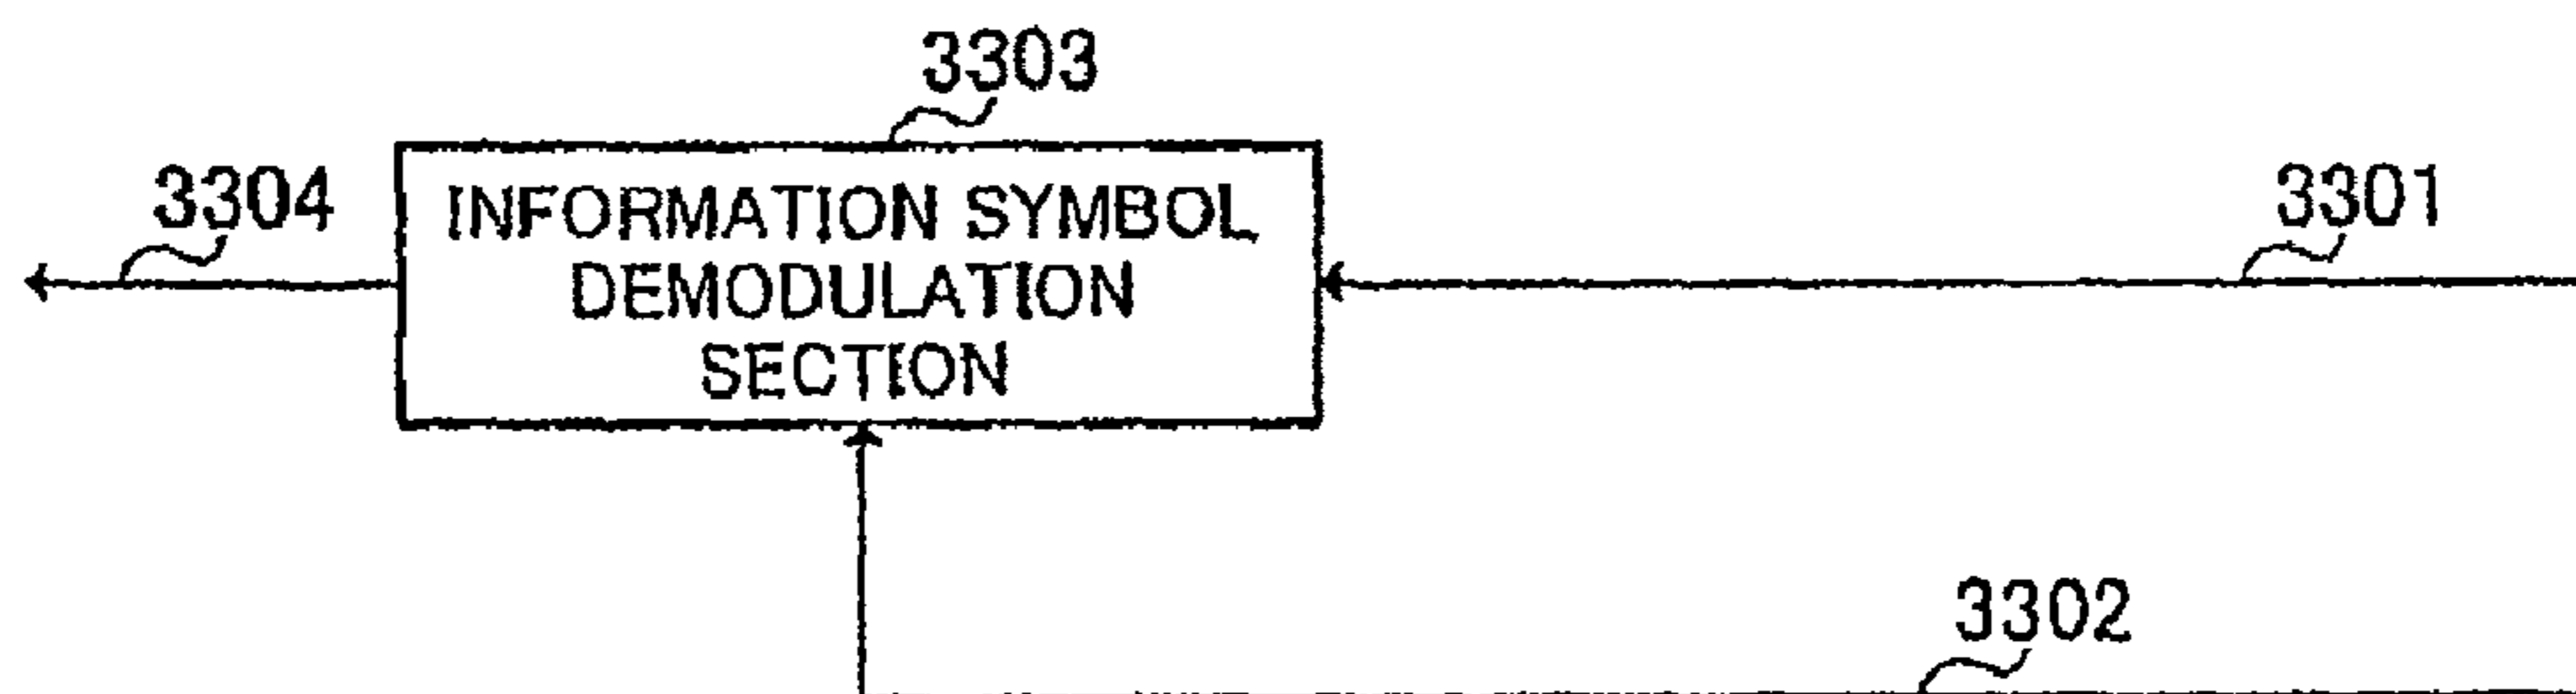 3303
3304
3301
INFORMATION SYMBOL
DEMODULATION
SECTION
3302